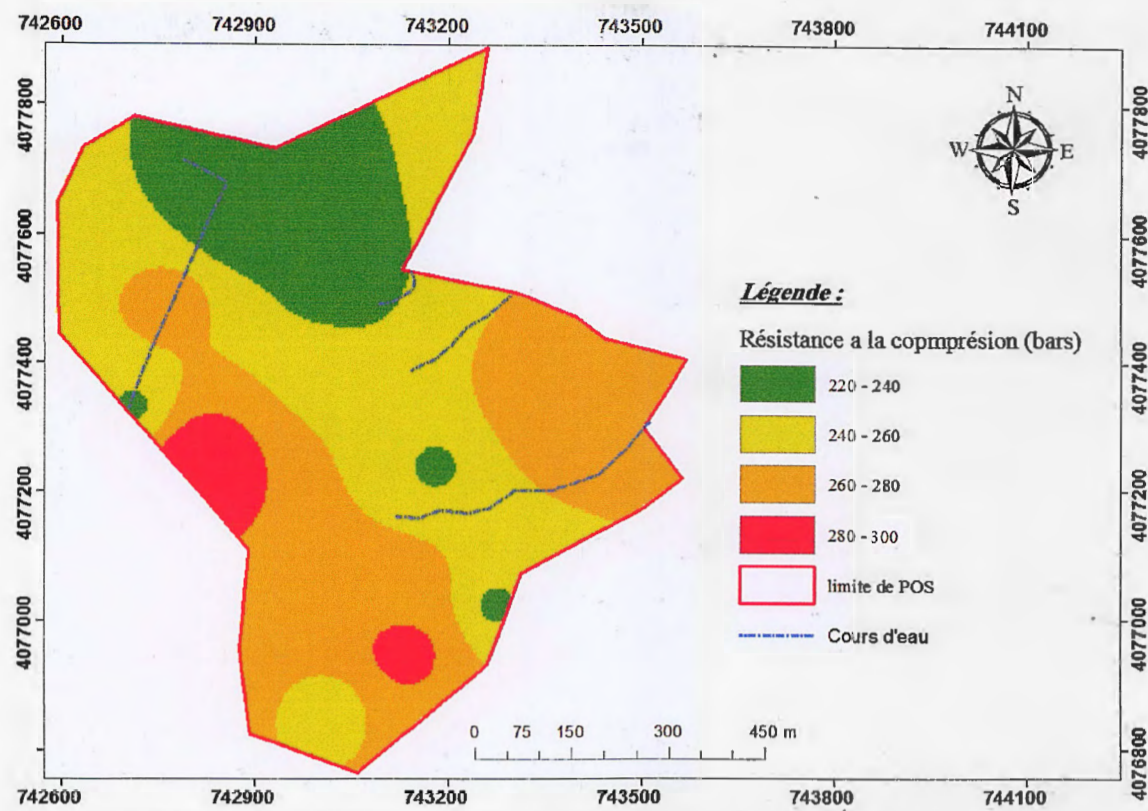 742600 742900 743200 743500 743800 744100
4077800 4077800
N
W E
S
4077600 4077600
Légende :
Résistance a la copmprésion (bars)
4077400 4077400
220 - 240
240 - 260
4077200 4077200
260 - 280
280 - 300
limite de POS
4077000 4077000
Cours d'eau
0 75 150 300 450 m
4076800
742600 742900 743200 743500 743800 744100